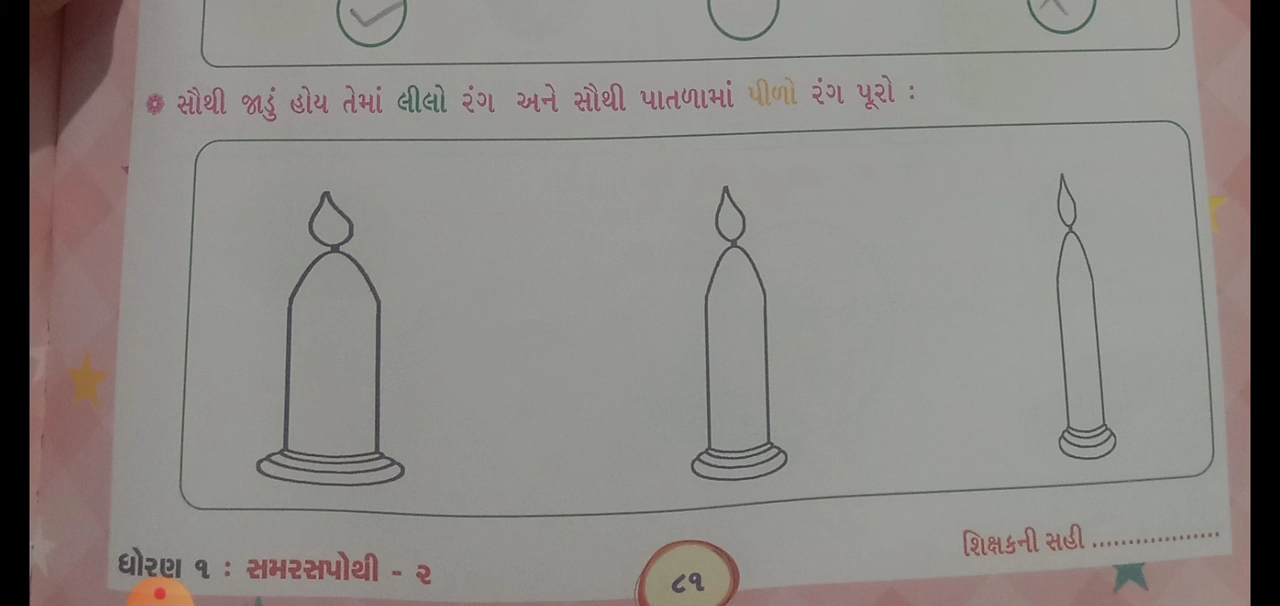 સૌથી જાડું હોય તેમાં લીલો રંગ અને સૌથી પાતળામાં પીળો રંગ પૂરો :
શિક્ષકની સહી ..................
ધોરણ ૧ : સમરસપોથી - ૨
૮૧